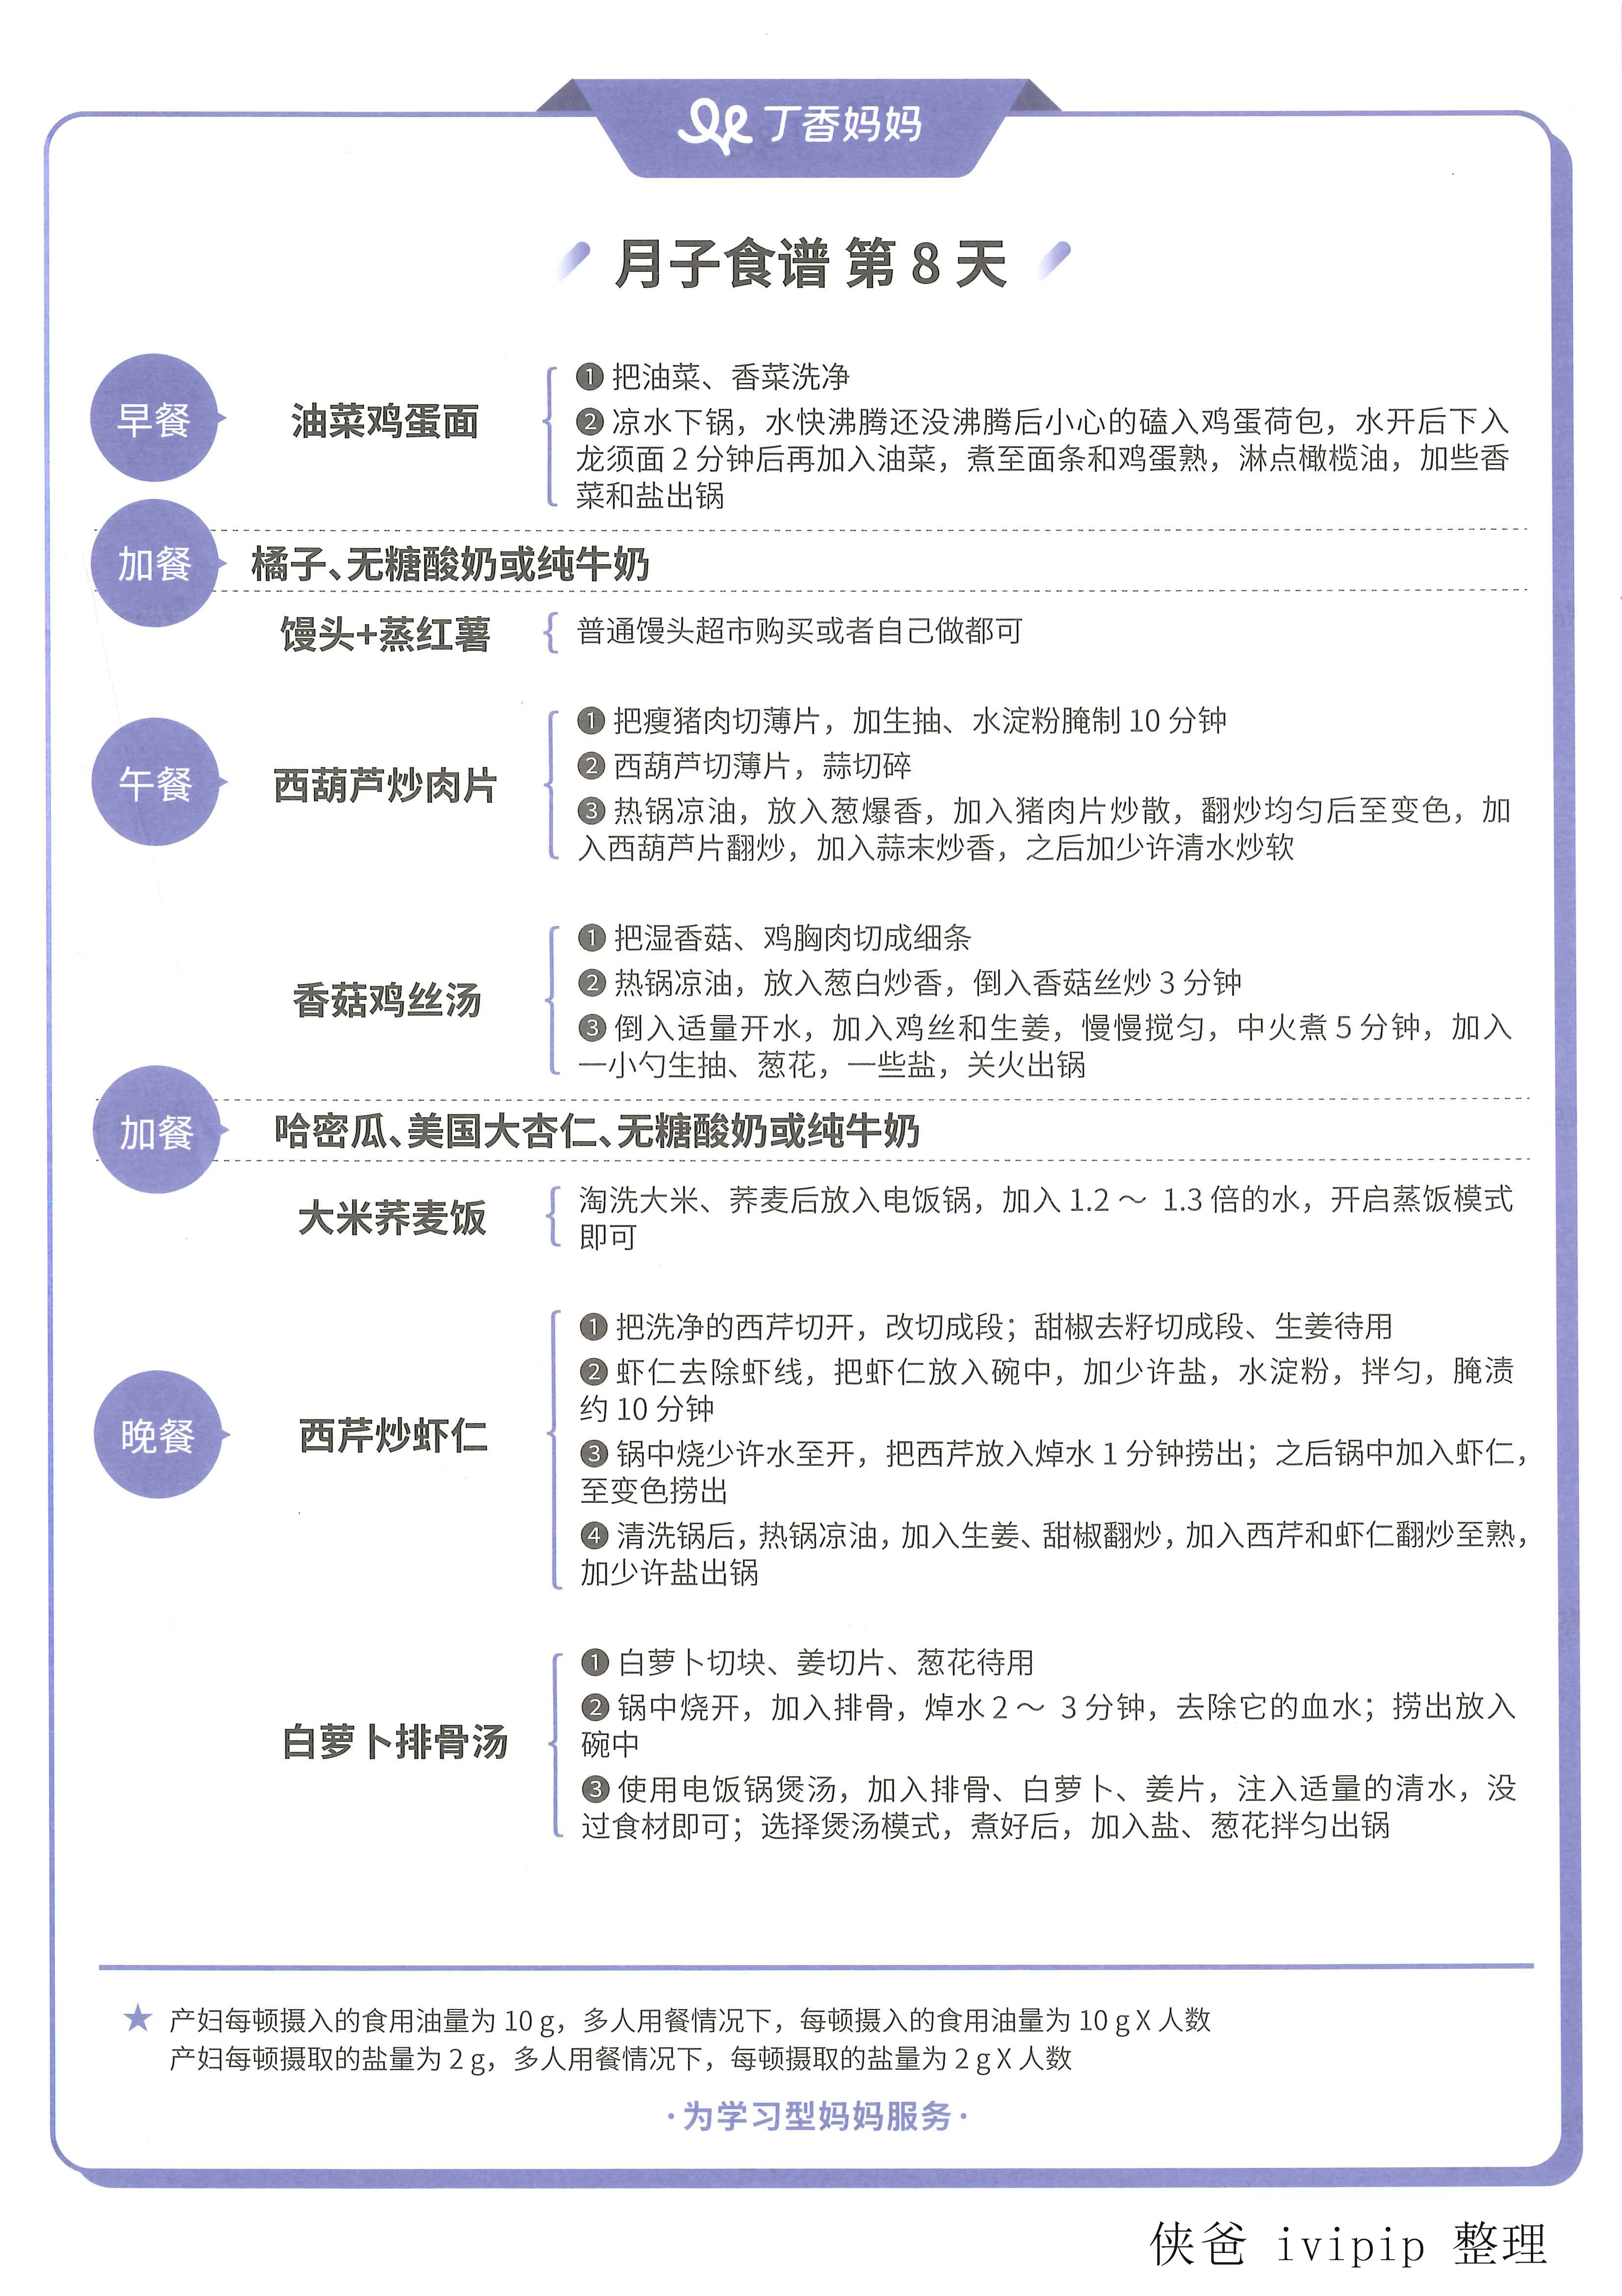 丁香妈妈
月子食谱 第 8 天
早餐
油菜鸡蛋面
❶ 把油菜、香菜洗净
❷ 凉水下锅，水快沸腾还没沸腾后小心的磕入鸡蛋荷包，水开后下入
龙须面 2 分钟后再加入油菜，煮至面条和鸡蛋熟，淋点橄榄油，加些香
菜和盐出锅
加餐
橘子、无糖酸奶或纯牛奶
馒头+蒸红薯
普通馒头超市购买或者自己做都可
午餐
西葫芦炒肉片
❶ 把瘦猪肉切薄片，加生抽、水淀粉腌制 10 分钟
❷ 西葫芦切薄片，蒜切碎
❸ 热锅凉油，放入葱爆香，加入猪肉片炒散，翻炒均匀后至变色，加
入西葫芦片翻炒，加入蒜末炒香，之后加少许清水炒软
香菇鸡丝汤
❶ 把湿香菇、鸡胸肉切成细条
❷ 热锅凉油，放入葱白炒香，倒入香菇丝炒 3 分钟
❸ 倒入适量开水，加入鸡丝和生姜，慢慢搅匀，中火煮 5 分钟，加入
一小勺生抽、葱花，一些盐，关火出锅
加餐
哈密瓜、美国大杏仁、无糖酸奶或纯牛奶
大米荞麦饭
淘洗大米、荞麦后放入电饭锅，加入 1.2 ～ 1.3 倍的水，开启蒸饭模式
即可
晚餐
西芹炒虾仁
❶ 把洗净的西芹切开，改切成段；甜椒去籽切成段、生姜待用
❷ 虾仁去除虾线，把虾仁放入碗中，加少许盐，水淀粉，拌匀，腌渍
约 10 分钟
❸ 锅中烧少许水至开，把西芹放入焯水 1 分钟捞出；之后锅中加入虾仁，
至变色捞出
❹ 清洗锅后，热锅凉油，加入生姜、甜椒翻炒，加入西芹和虾仁翻炒至熟，
加少许盐出锅
白萝卜排骨汤
❶ 白萝卜切块、姜切片、葱花待用
❷ 锅中烧开，加入排骨，焯水 2 ～ 3 分钟，去除它的血水；捞出放入
碗中
❸ 使用电饭锅煲汤，加入排骨、白萝卜、姜片，注入适量的清水，没
过食材即可；选择煲汤模式，煮好后，加入盐、葱花拌匀出锅
★ 产妇每顿摄入的食用油量为 10 g，多人用餐情况下，每顿摄入的食用油量为 10 g X 人数
产妇每顿摄取的盐量为 2 g，多人用餐情况下，每顿摄取的盐量为 2 g X 人数
·为学习型妈妈服务·
侠爸 ivipip 整理